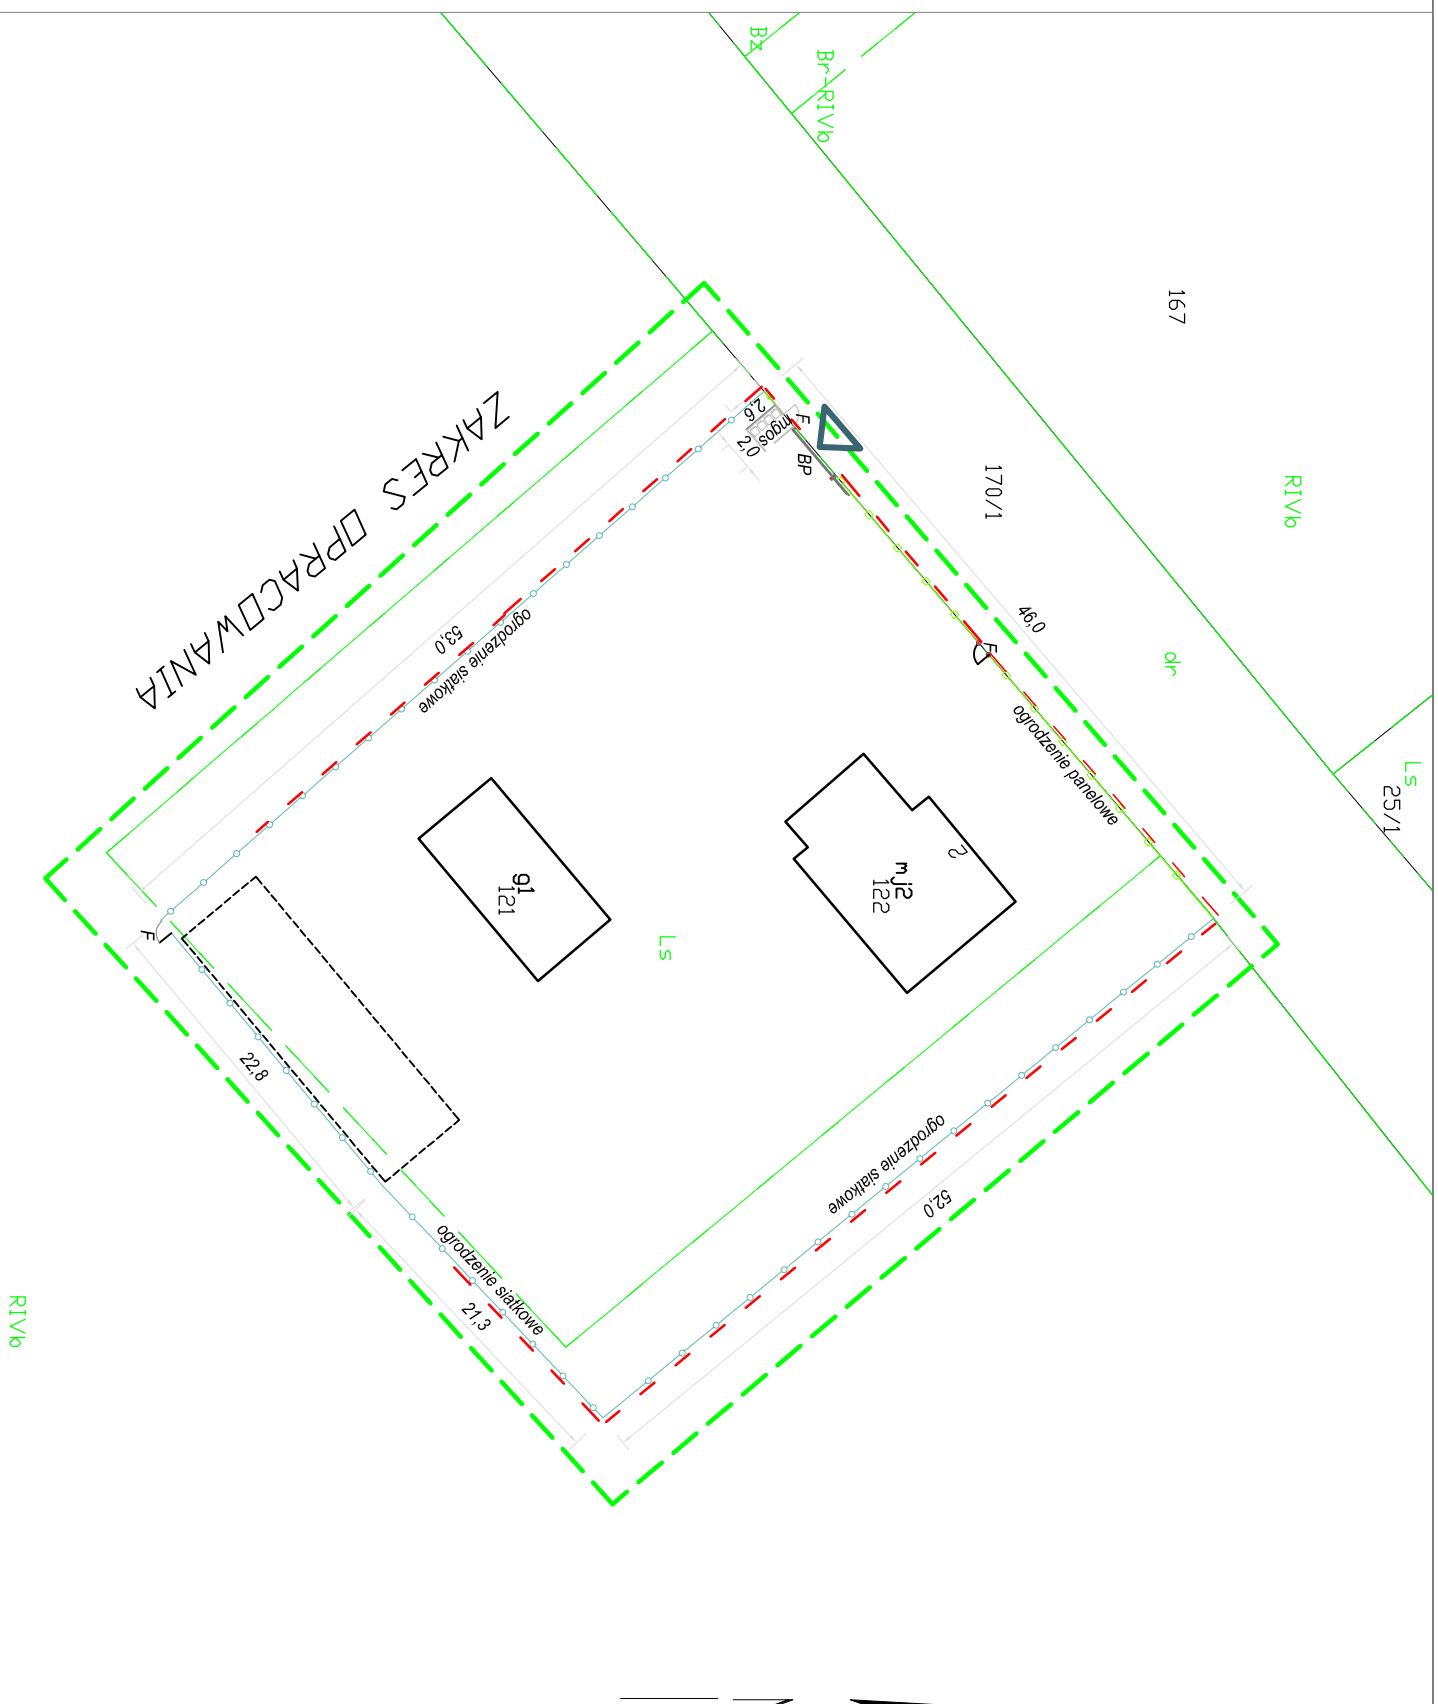 Bz
Br-RIVb
167
RIVb
170/1
dr
Ls
25/1
46,0
F
2,6
mgos
2,0
BP
F
ZAKRES OPRACOWANIA
53,0
ogrodzenie siatkowe
ogrodzenie panelowe
2
mj2
122
g1
121
Ls
F
22,8
ogrodzenie siatkowe
52,0
ogrodzenie siatkowe
21,3
RIVb